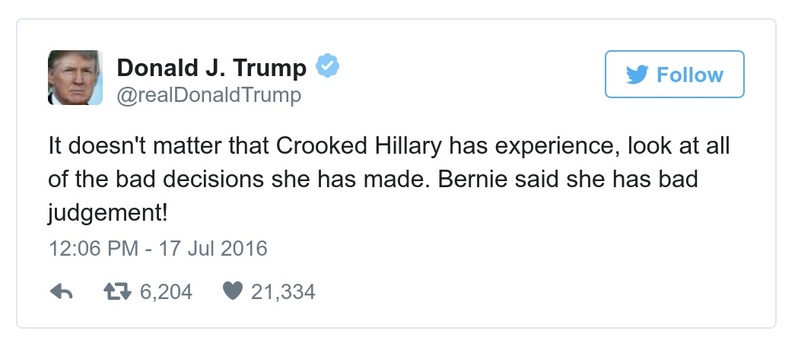 Donald J. Trump
@realDonaldTrump
Follow
It doesn't matter that Crooked Hillary has experience, look at all
of the bad decisions she has made. Bernie said she has bad
judgement!
12:06 PM - 17 Jul 2016
6,204 21,334